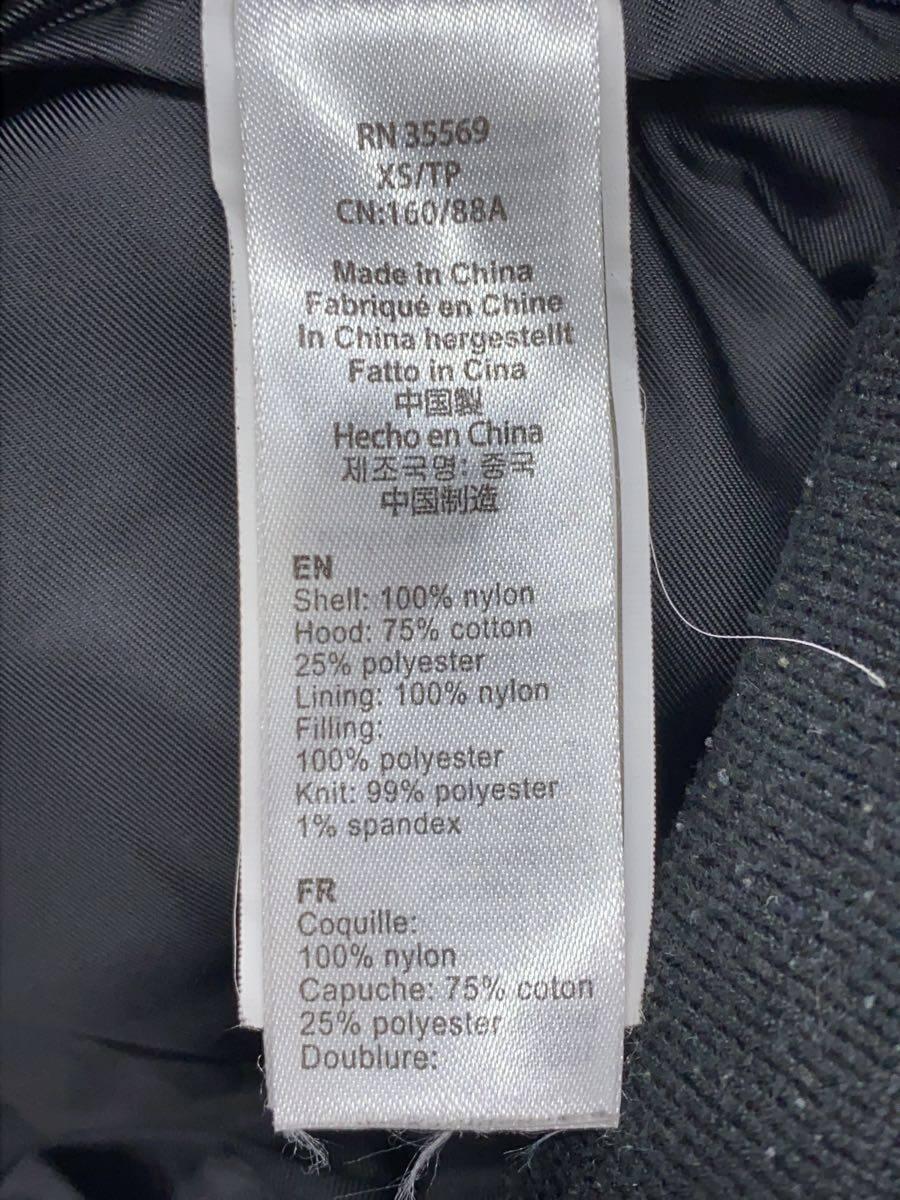 RN 35569
XS/TP
CN:160/88A
Made in China
Fabriqué en Chine
In China hergestellt
Fatto in Cina
中国製
Hecho en China
제조국명: 중국
中国制造
EN
Shell: 100% nylon
Hood: 75% cotton
25% polyester
Lining: 100% nylon
Filling:
100% polyester
Knit: 99% polyester
1% spandex
FR
Coquille:
100% nylon
Capuche: 75% coton
25% polyester
Doublure: